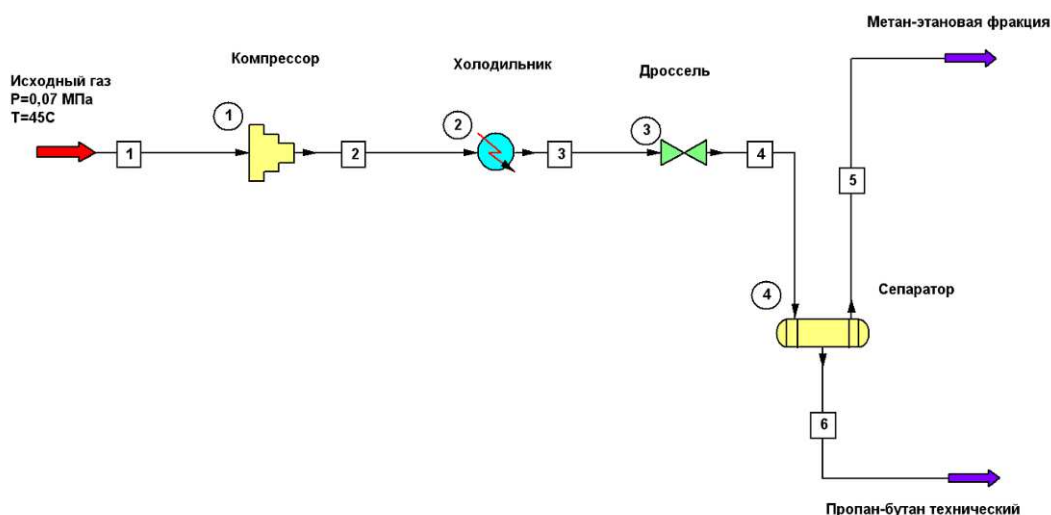 Метан-этановая фракция
Компрессор
Холодильник
Дроссель
Исходный газ
P=0,07 МПа
T=45C
1
2
3
1
2
3
4
5
4
Сепаратор
6
Пропан-бутан технический